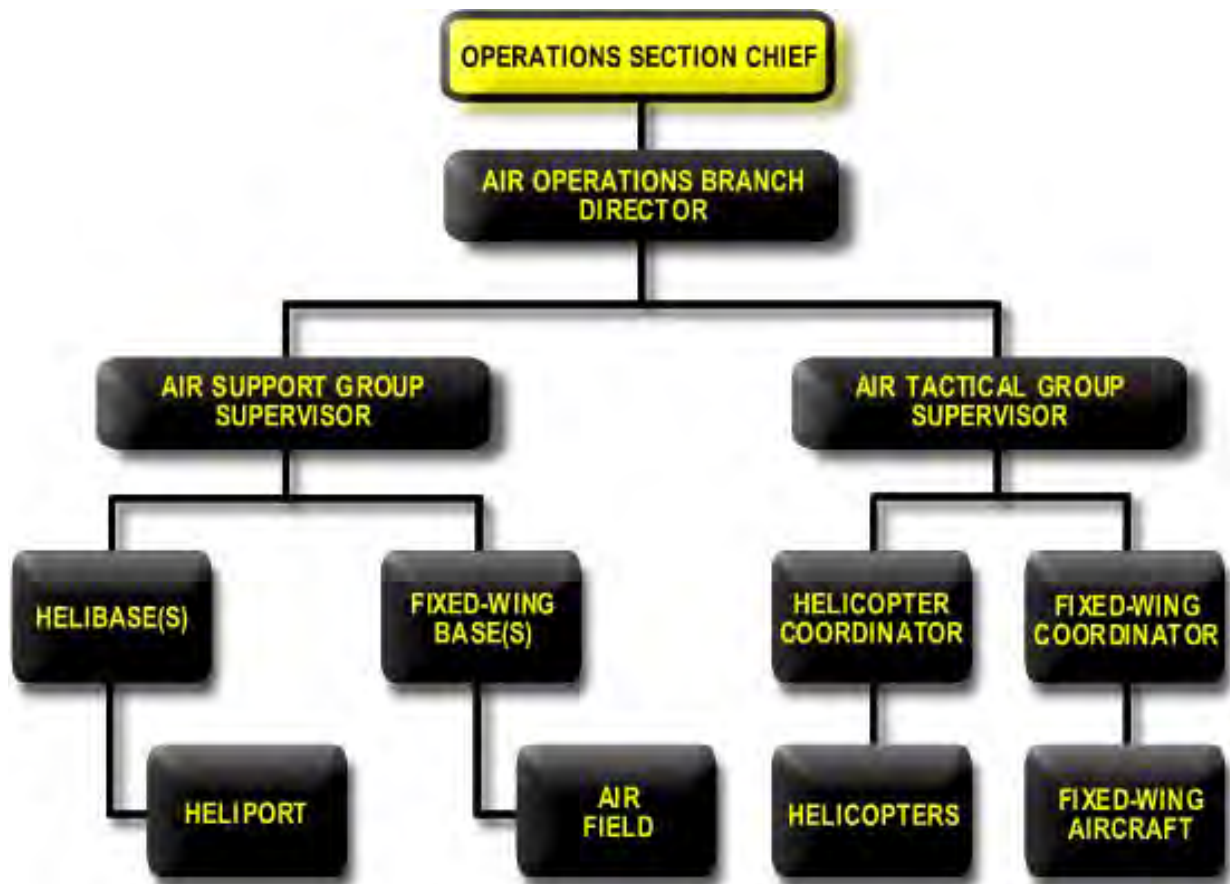 OPERATIONS SECTION CHIEF
AIR OPERATIONS BRANCH
DIRECTOR
AIR SUPPORT GROUP
SUPERVISOR
AIR TACTICAL GROUP
SUPERVISOR
HELIBASE(S)
FIXED-WING
BASE(S)
HELICOPTER
COORDINATOR
FIXED-WING
COORDINATOR
HELIPORT
AIR
FIELD
HELICOPTERS
FIXED-WING
AIRCRAFT